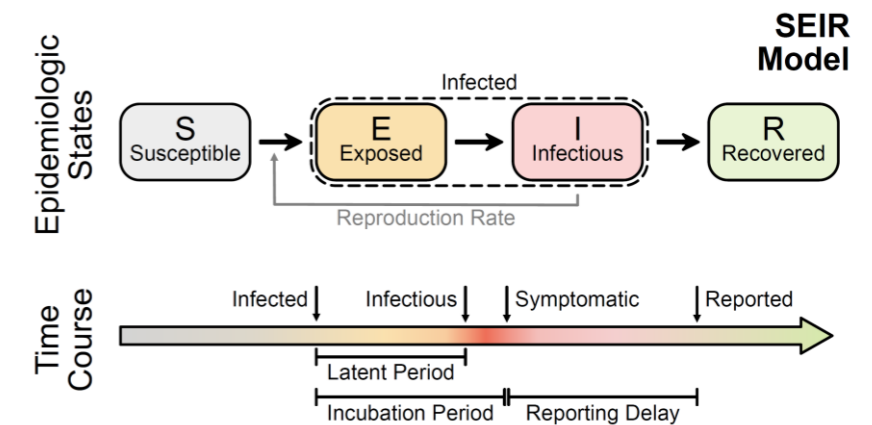 SEIR
Model
Epidemiologic
States
Infected
S
Susceptible
E
Exposed
I
Infectious
R
Recovered
Reproduction Rate
Time
Course
Infected
Infectious
Symptomatic
Reported
Latent Period
Incubation Period
Reporting Delay